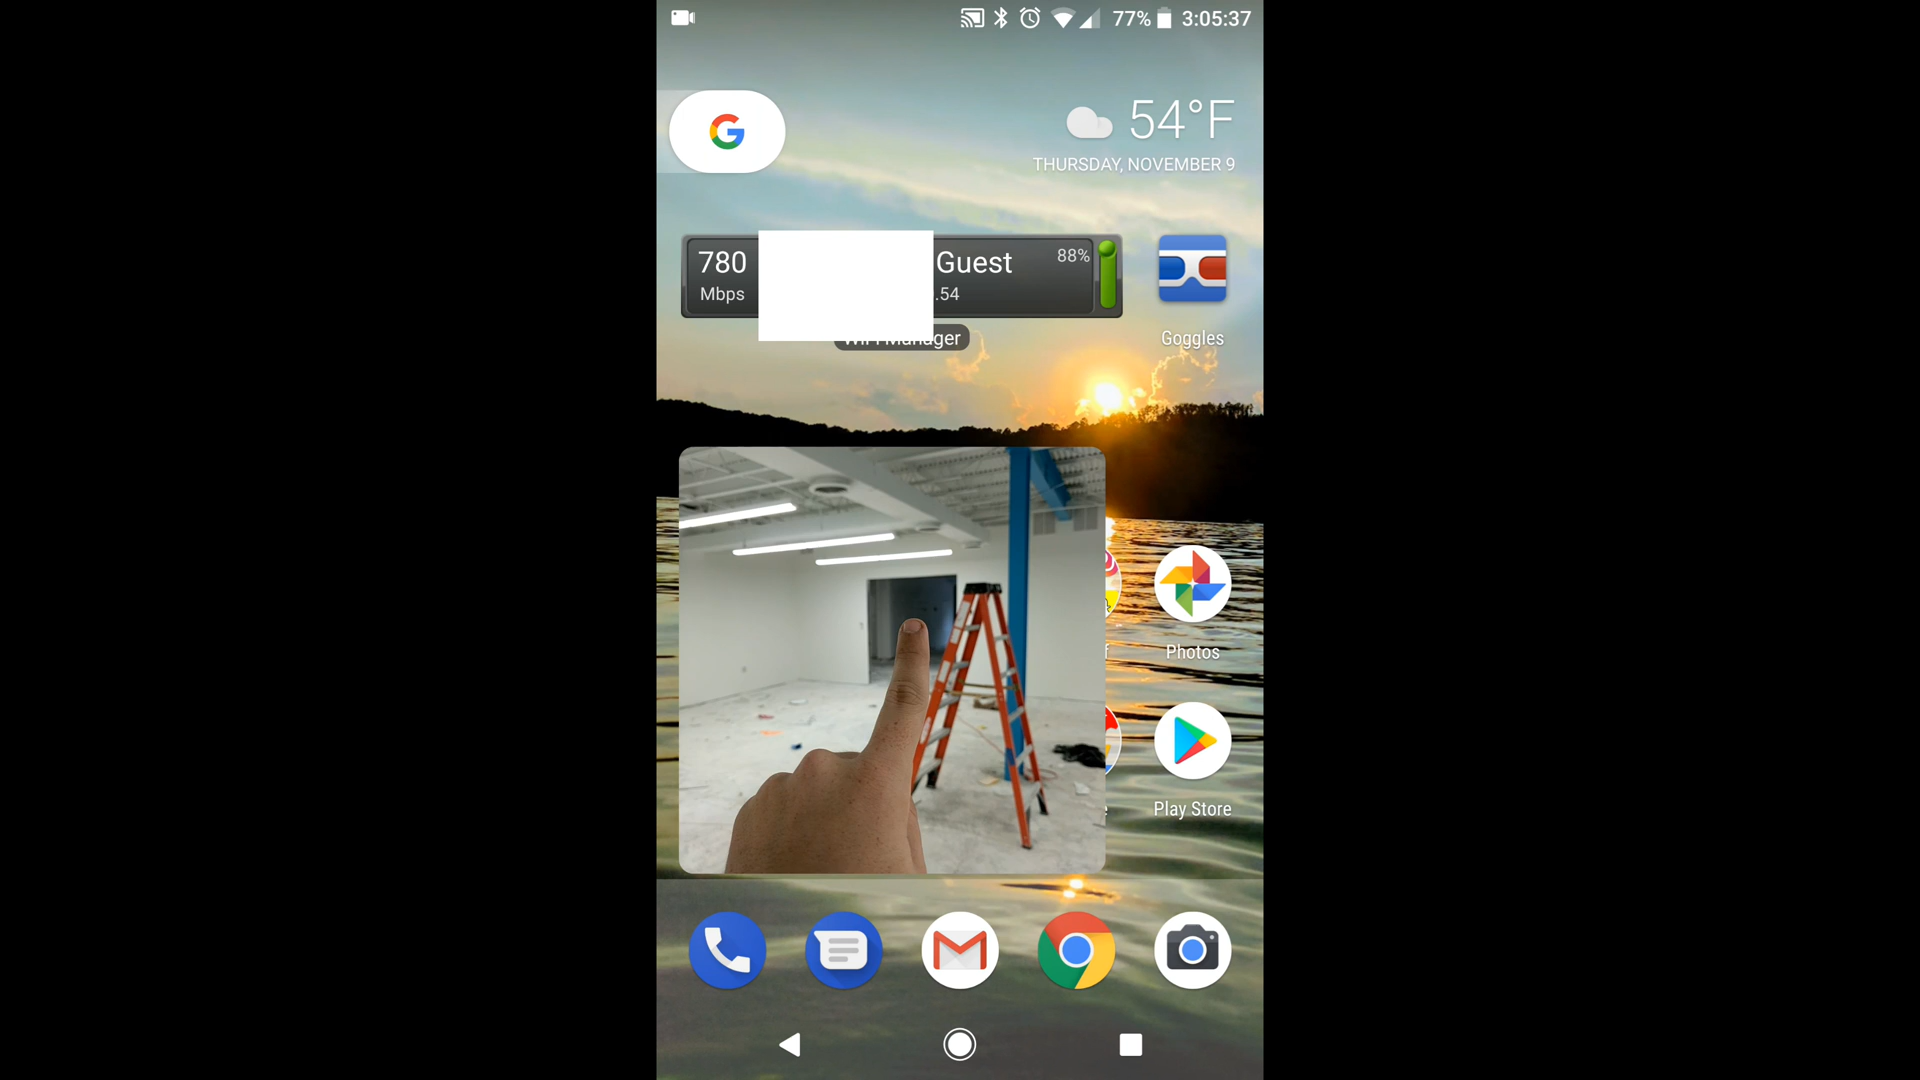 77% 3:05:37
54°F
THURSDAY, NOVEMBER 9
780 Guest 88%
Mbps .54
Goggles
Photos
Play Store